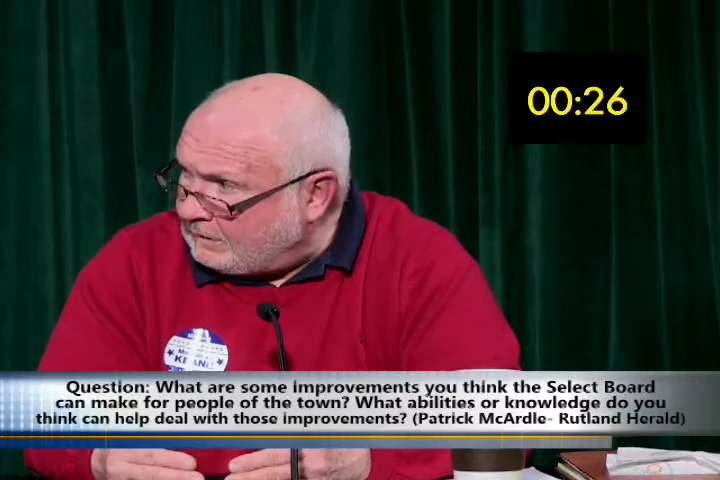 00:26
Question: What are some improvements you think the Select Board
can make for people of the town? What abilities or knowledge do you
think can help deal with those improvements? (Patrick McArdle- Rutland Herald)